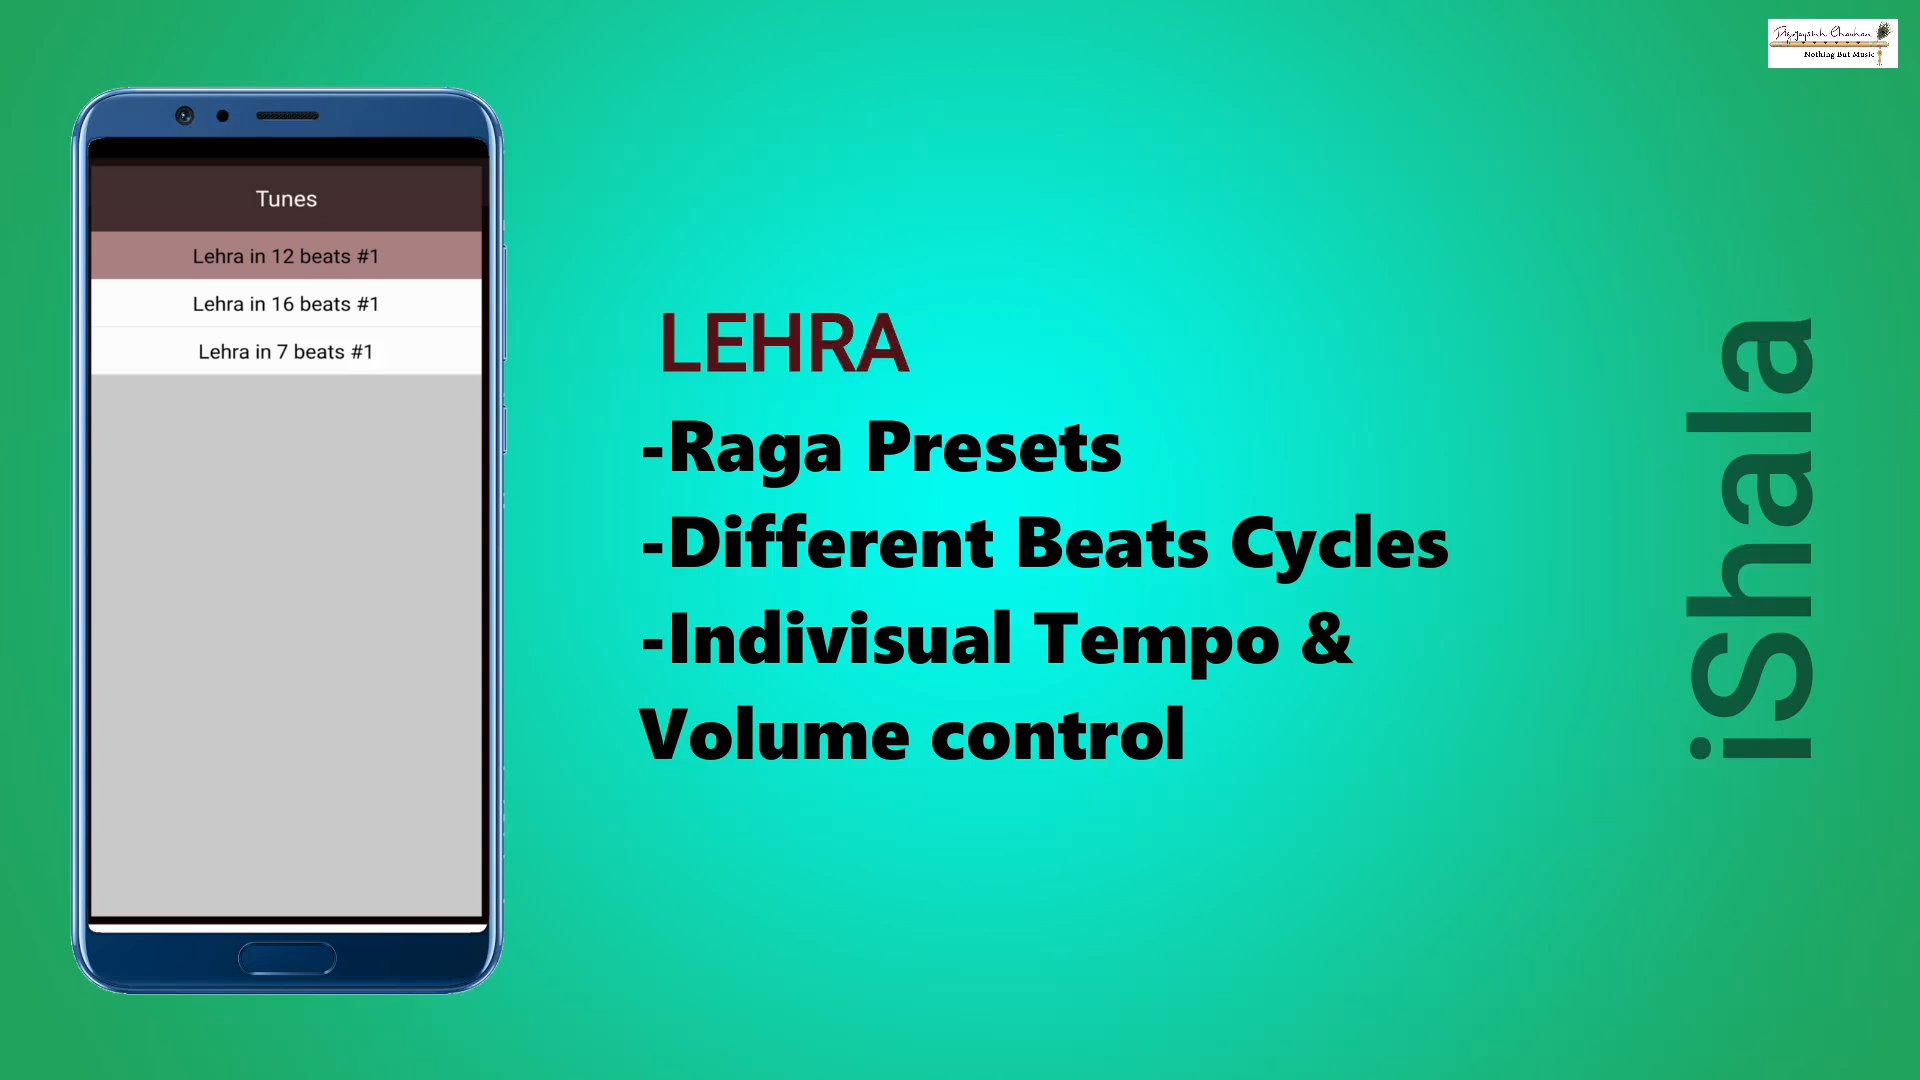 Nothing But Music
Tunes
Lehra in 12 beats #1
Lehra in 16 beats #1
Lehra in 7 beats #1
LEHRA
-Raga Presets
-Different Beats Cycles
-Indivisual Tempo &
Volume control
iShala